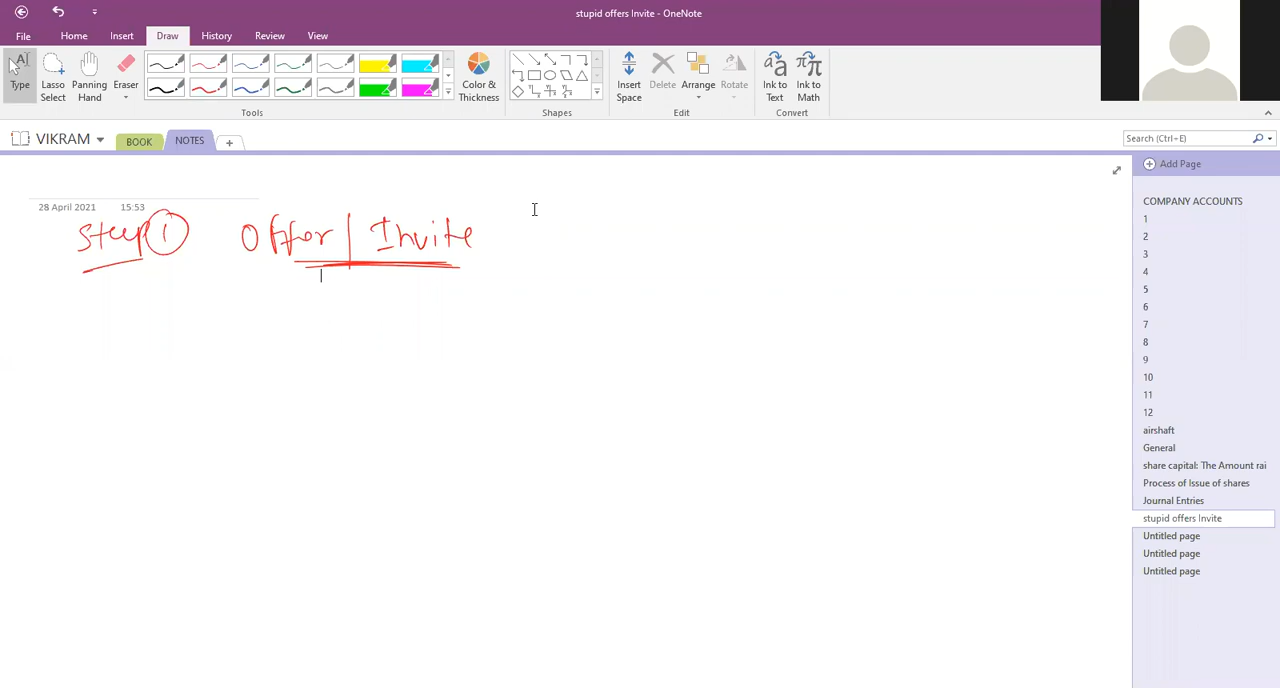 stupid offers Invite - OneNote
File Home Insert Draw History Review View
Type
Lasso Select
Panning Hand
Eraser
Color & Thickness
Insert Space
Delete
Arrange
Rotate
Ink to Text
Ink to Math
Tools
Shapes
Edit
Convert
VIKRAM BOOK NOTES
Search (Ctrl+E)
Add Page
28 April 2021 15:53
Step 1 Offer | Invite
COMPANY ACCOUNTS
1
2
3
4
5
6
7
8
9
10
11
12
airshaft
General
share capital: The Amount rai
Process of Issue of shares
Journal Entries
stupid offers Invite
Untitled page
Untitled page
Untitled page